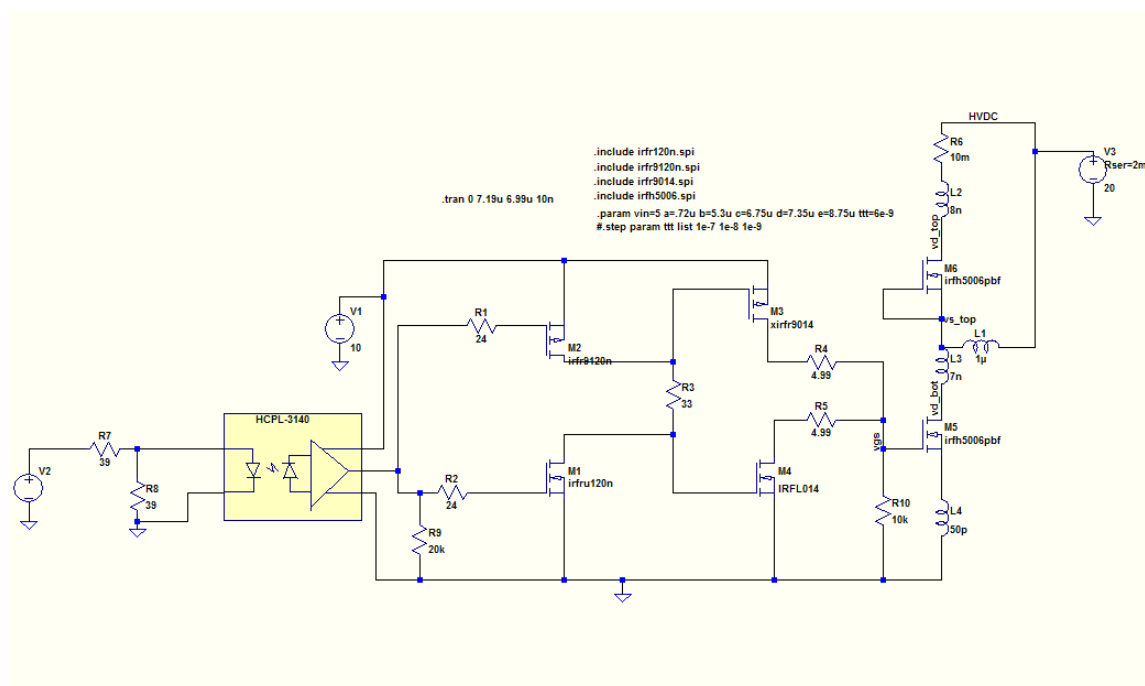 HVDC
R6
10m
V3
Rser=2m
20
L2
8n
vd_top
.include irfr120n.spi
.include irfr9120n.spi
.include irfr9014.spi
.include irfh5006.spi
.tran 0 7.19u 6.99u 10n
.param vin=5 a=.72u b=5.3u c=6.75u d=7.35u e=8.75u ttt=6e-9
#.step param ttt list 1e-7 1e-8 1e-9
M6
irfh5006pbf
vs_top
V1
10
R1
24
M2
irfr9120n
M3
xirfr9014
L1
1µ
R4
4.99
L3
7n
R3
33
vd_bot
R5
4.99
vgs
M5
irfh5006pbf
HCPL-3140
R7
39
V2
R8
39
R2
24
M1
irfru120n
M4
IRFL014
R10
10k
L4
50p
R9
20k